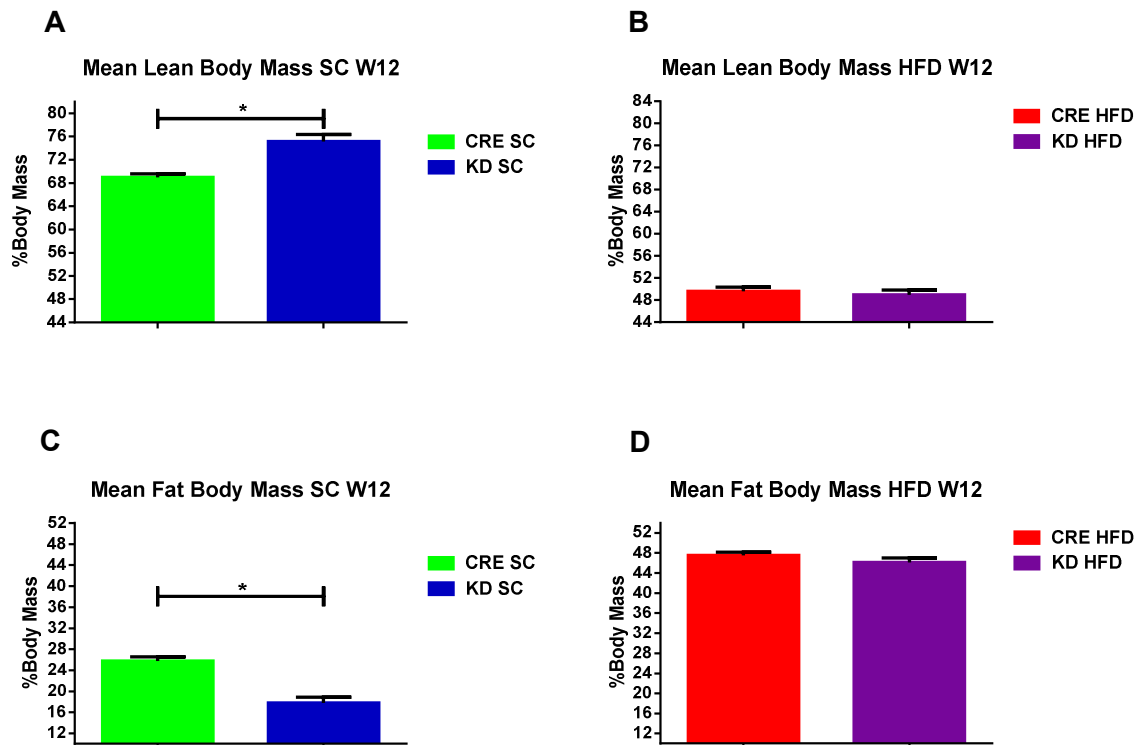 A
Mean Lean Body Mass SC W12
%Body Mass
80
76
72
68
64
60
56
52
48
44
*
CRE SC
KD SC
B
Mean Lean Body Mass HFD W12
%Body Mass
84
80
76
72
68
64
60
56
52
48
44
CRE HFD
KD HFD
C
Mean Fat Body Mass SC W12
%Body Mass
52
48
44
40
36
32
28
24
20
16
12
*
CRE SC
KD SC
D
Mean Fat Body Mass HFD W12
%Body Mass
52
48
44
40
36
32
28
24
20
16
12
CRE HFD
KD HFD